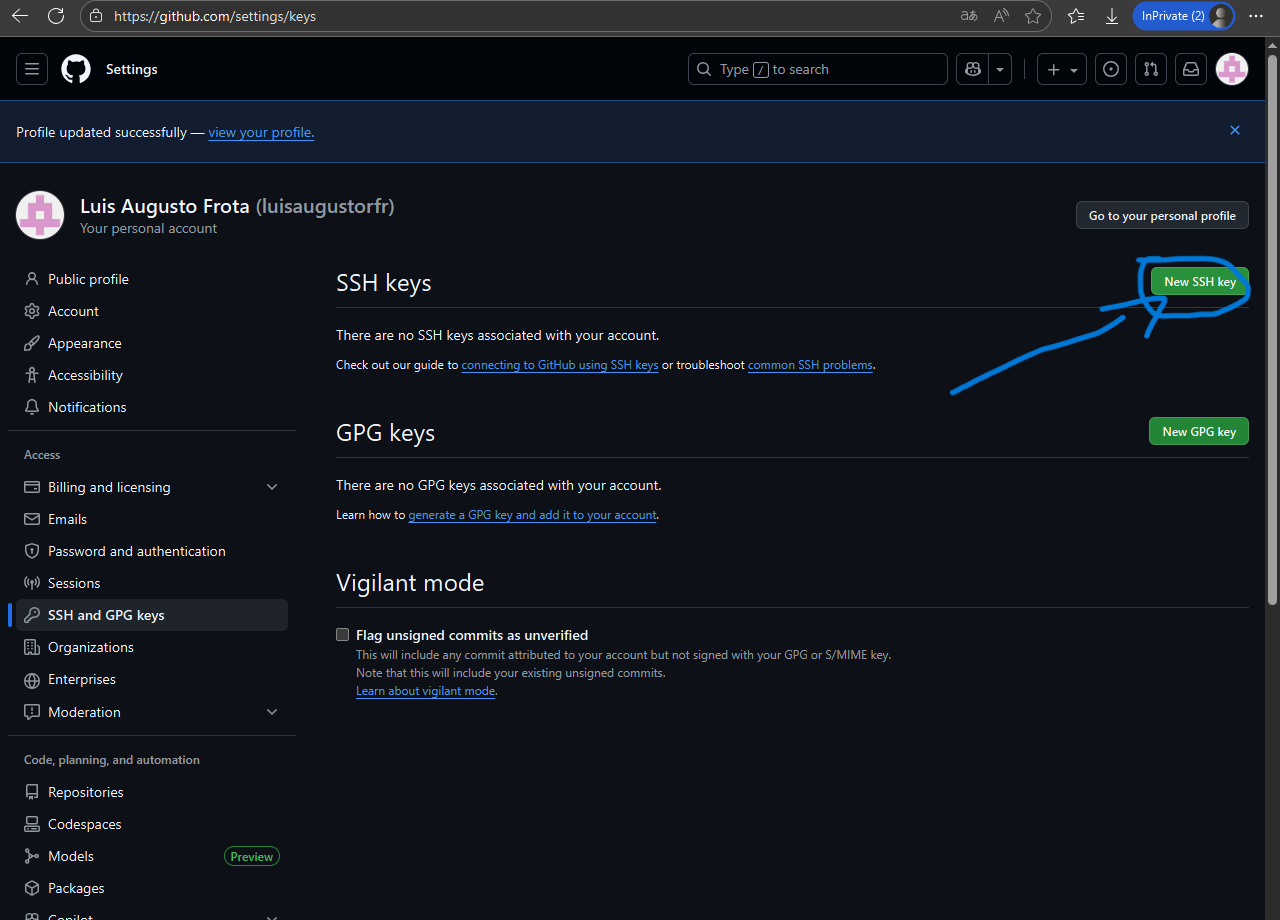 https://github.com/settings/keys
InPrivate (2)
Settings
Type / to search
Profile updated successfully — view your profile.
Luis Augusto Frota (luisaugustorfr)
Your personal account
Go to your personal profile
Public profile
Account
Appearance
Accessibility
Notifications
Access
Billing and licensing
Emails
Password and authentication
Sessions
SSH and GPG keys
Organizations
Enterprises
Moderation
Code, planning, and automation
Repositories
Codespaces
Models Preview
Packages
Copilot
SSH keys
New SSH key
There are no SSH keys associated with your account.
Check out our guide to connecting to GitHub using SSH keys or troubleshoot common SSH problems.
GPG keys
New GPG key
There are no GPG keys associated with your account.
Learn how to generate a GPG key and add it to your account.
Vigilant mode
Flag unsigned commits as unverified
This will include any commit attributed to your account but not signed with your GPG or S/MIME key.
Note that this will include your existing unsigned commits.
Learn about vigilant mode.